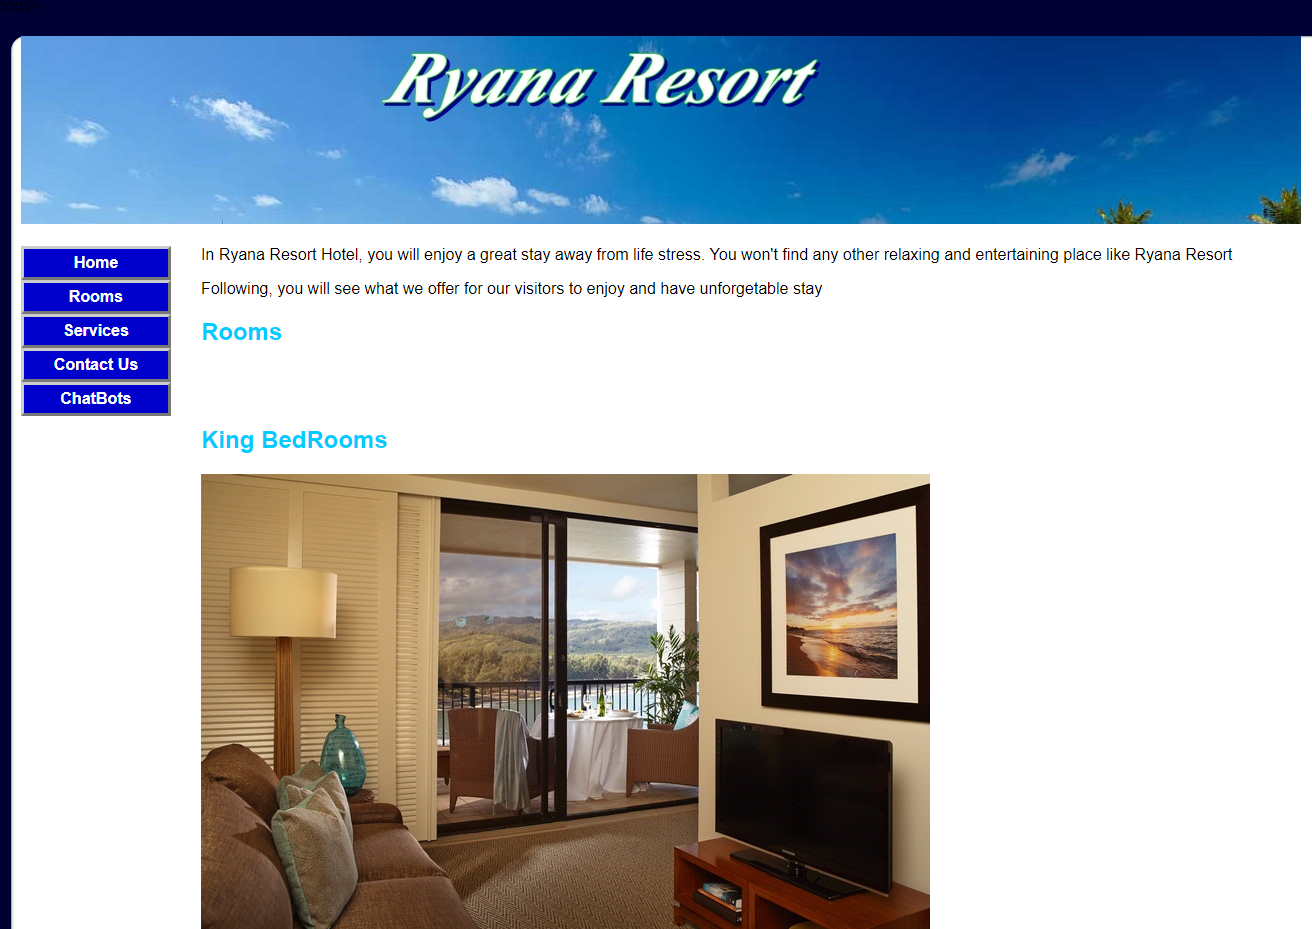 Ryana Resort
Home
Rooms
Services
Contact Us
ChatBots
In Ryana Resort Hotel, you will enjoy a great stay away from life stress. You won't find any other relaxing and entertaining place like Ryana Resort
Following, you will see what we offer for our visitors to enjoy and have unforgetable stay
Rooms
King BedRooms